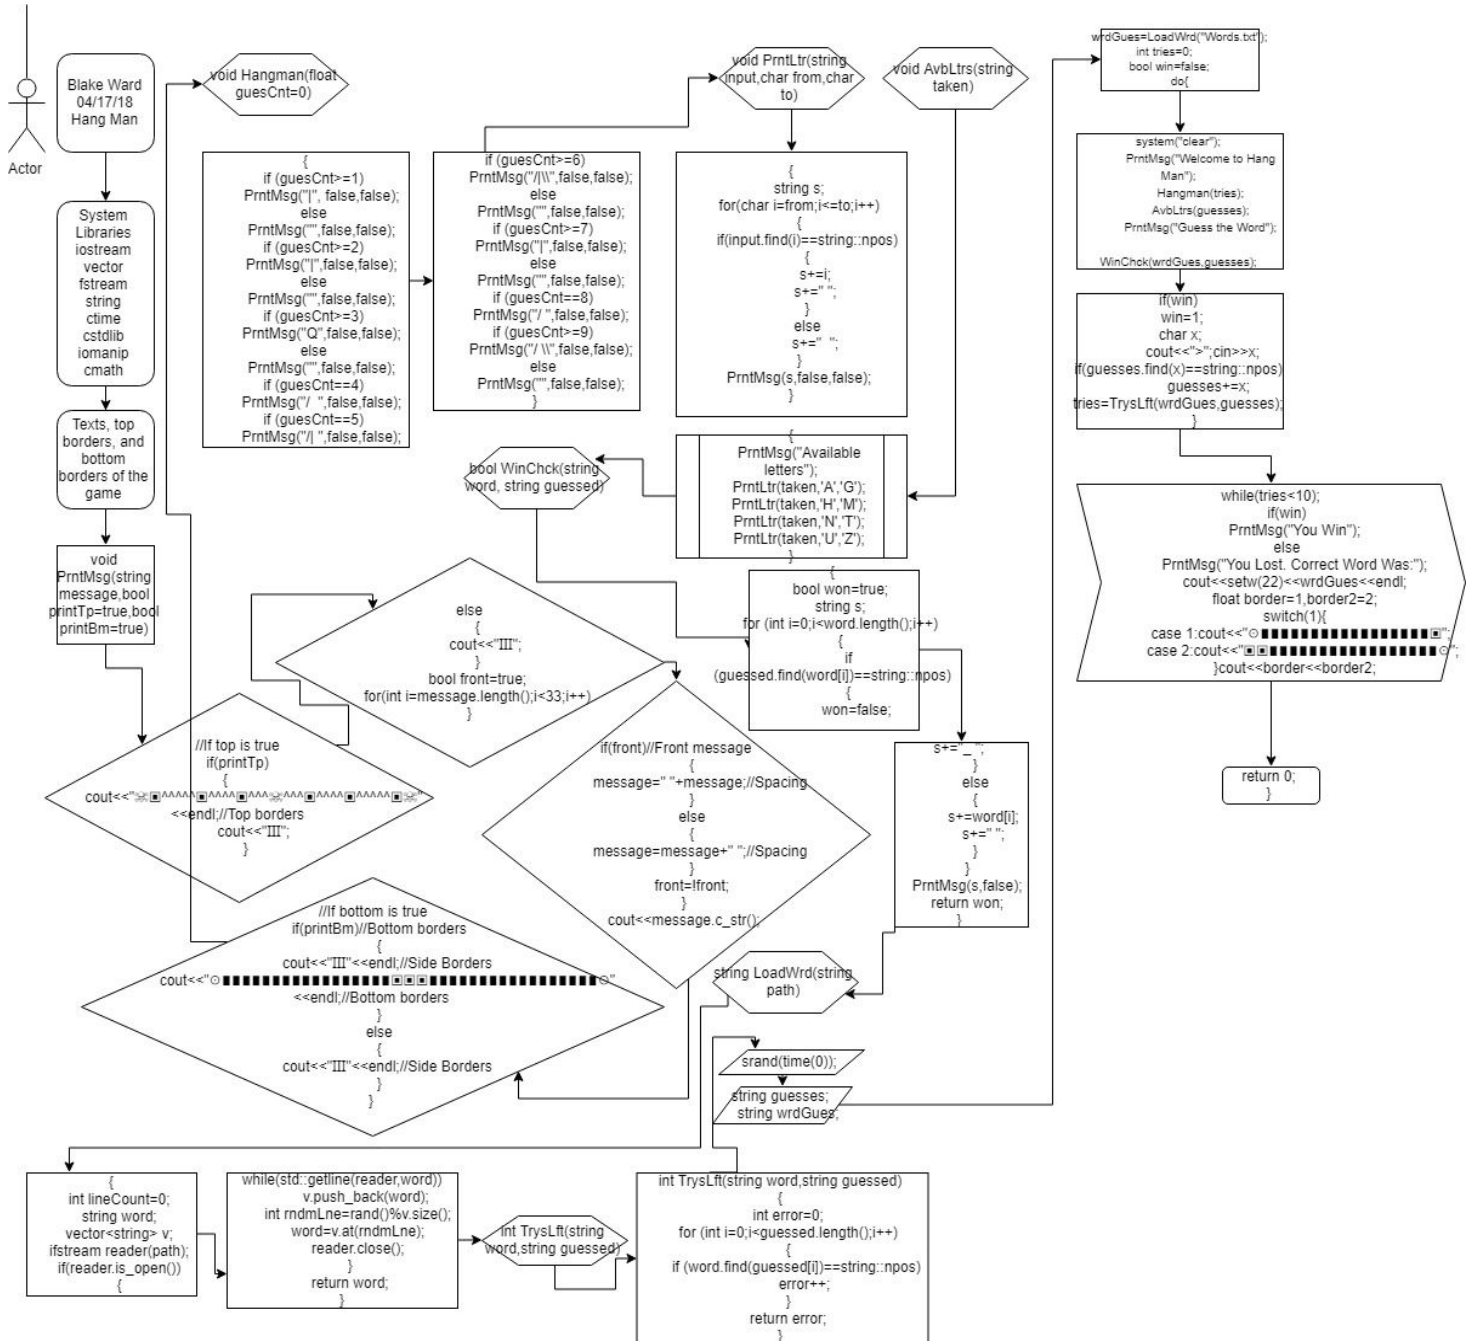 Actor
Blake Ward
04/17/18
Hang Man
System
Libraries
iostream
vector
fstream
string
ctime
cstdlib
iomanip
cmath
Texts, top
borders, and
bottom
borders of the
game
void
PrntMsg(string
message,bool
printTp=true,bool
printBm=true)
//If top is true
if(printTp)
{
cout<<"☠▣^^^^^▣^^^^▣^^^☠^^^▣^^^^▣^^^^^▣☠"
<<endl;//Top borders
cout<<"III";
}
else
{
cout<<"III";
}
bool front=true;
for(int i=message.length();i<33;i++)
}
if(front)//Front message
{
message=" "+message;//Spacing
}
else
{
message=message+" ";//Spacing
}
front=!front;
}
cout<<message.c_str();
//If bottom is true
if(printBm)//Bottom borders
{
cout<<"III"<<endl;//Side Borders
cout<<"⊙▮▮▮▮▮▮▮▮▮▮▮▮▮▮▮▮▣▣▣▮▮▮▮▮▮▮▮▮▮▮▮▮▮▮▮⊙"
<<endl;//Bottom borders
}
else
{
cout<<"III"<<endl;//Side Borders
}
}
void Hangman(float
guesCnt=0)
{
if (guesCnt>=1)
PrntMsg("|", false,false);
else
PrntMsg("",false,false);
if (guesCnt>=2)
PrntMsg("|",false,false);
else
PrntMsg("",false,false);
if (guesCnt>=3)
PrntMsg("Q",false,false);
else
PrntMsg("",false,false);
if (guesCnt==4)
PrntMsg("/  ",false,false);
if (guesCnt==5)
PrntMsg("/| ",false,false);
if (guesCnt>=6)
PrntMsg("/|\\",false,false);
else
PrntMsg("",false,false);
if (guesCnt>=7)
PrntMsg("|",false,false);
else
PrntMsg("",false,false);
if (guesCnt==8)
PrntMsg("/ ",false,false);
if (guesCnt>=9)
PrntMsg("/ \\",false,false);
else
PrntMsg("",false,false);
}
void PrntLtr(string
input,char from,char
to)
{
string s;
for(char i=from;i<=to;i++)
{
if(input.find(i)==string::npos)
{
s+=i;
s+=" ";
}
else
s+="  ";
}
PrntMsg(s,false,false);
}
void AvbLtrs(string
taken)
{
PrntMsg("Available
letters");
PrntLtr(taken,'A','G');
PrntLtr(taken,'H','M');
PrntLtr(taken,'N','T');
PrntLtr(taken,'U','Z');
}
bool WinChck(string
word, string guessed)
{
bool won=true;
string s;
for (int i=0;i<word.length();i++)
{
if
(guessed.find(word[i])==string::npos)
{
won=false;
s+="_ ";
}
else
{
s+=word[i];
s+=" ";
}
}
PrntMsg(s,false);
return won;
}
string LoadWrd(string
path)
{
int lineCount=0;
string word;
vector<string> v;
ifstream reader(path);
if(reader.is_open())
{
while(std::getline(reader,word))
v.push_back(word);
int rndmLne=rand()%v.size();
word=v.at(rndmLne);
reader.close();
}
return word;
}
int TrysLft(string
word,string guessed)
int TrysLft(string word,string guessed)
{
int error=0;
for (int i=0;i<guessed.length();i++)
{
if (word.find(guessed[i])==string::npos)
error++;
}
return error;
}
srand(time(0));
string guesses;
string wrdGues;
wrdGues=LoadWrd("Words.txt");
int tries=0;
bool win=false;
do{
system("clear");
PrntMsg("Welcome to Hang
Man");
Hangman(tries);
AvbLtrs(guesses);
PrntMsg("Guess the Word");
WinChck(wrdGues,guesses);
if(win)
win=1;
char x;
cout<<">";cin>>x;
if(guesses.find(x)==string::npos)
guesses+=x;
tries=TrysLft(wrdGues,guesses);
}
while(tries<10);
if(win)
PrntMsg("You Win");
else
PrntMsg("You Lost. Correct Word Was:");
cout<<setw(22)<<wrdGues<<endl;
float border=1,border2=2;
switch(1){
case 1:cout<<"⊙▮▮▮▮▮▮▮▮▮▮▮▮▮▮▮▮▣";
case 2:cout<<"▣▣▮▮▮▮▮▮▮▮▮▮▮▮▮▮▮▮⊙";
}cout<<border<<border2;
return 0;
}